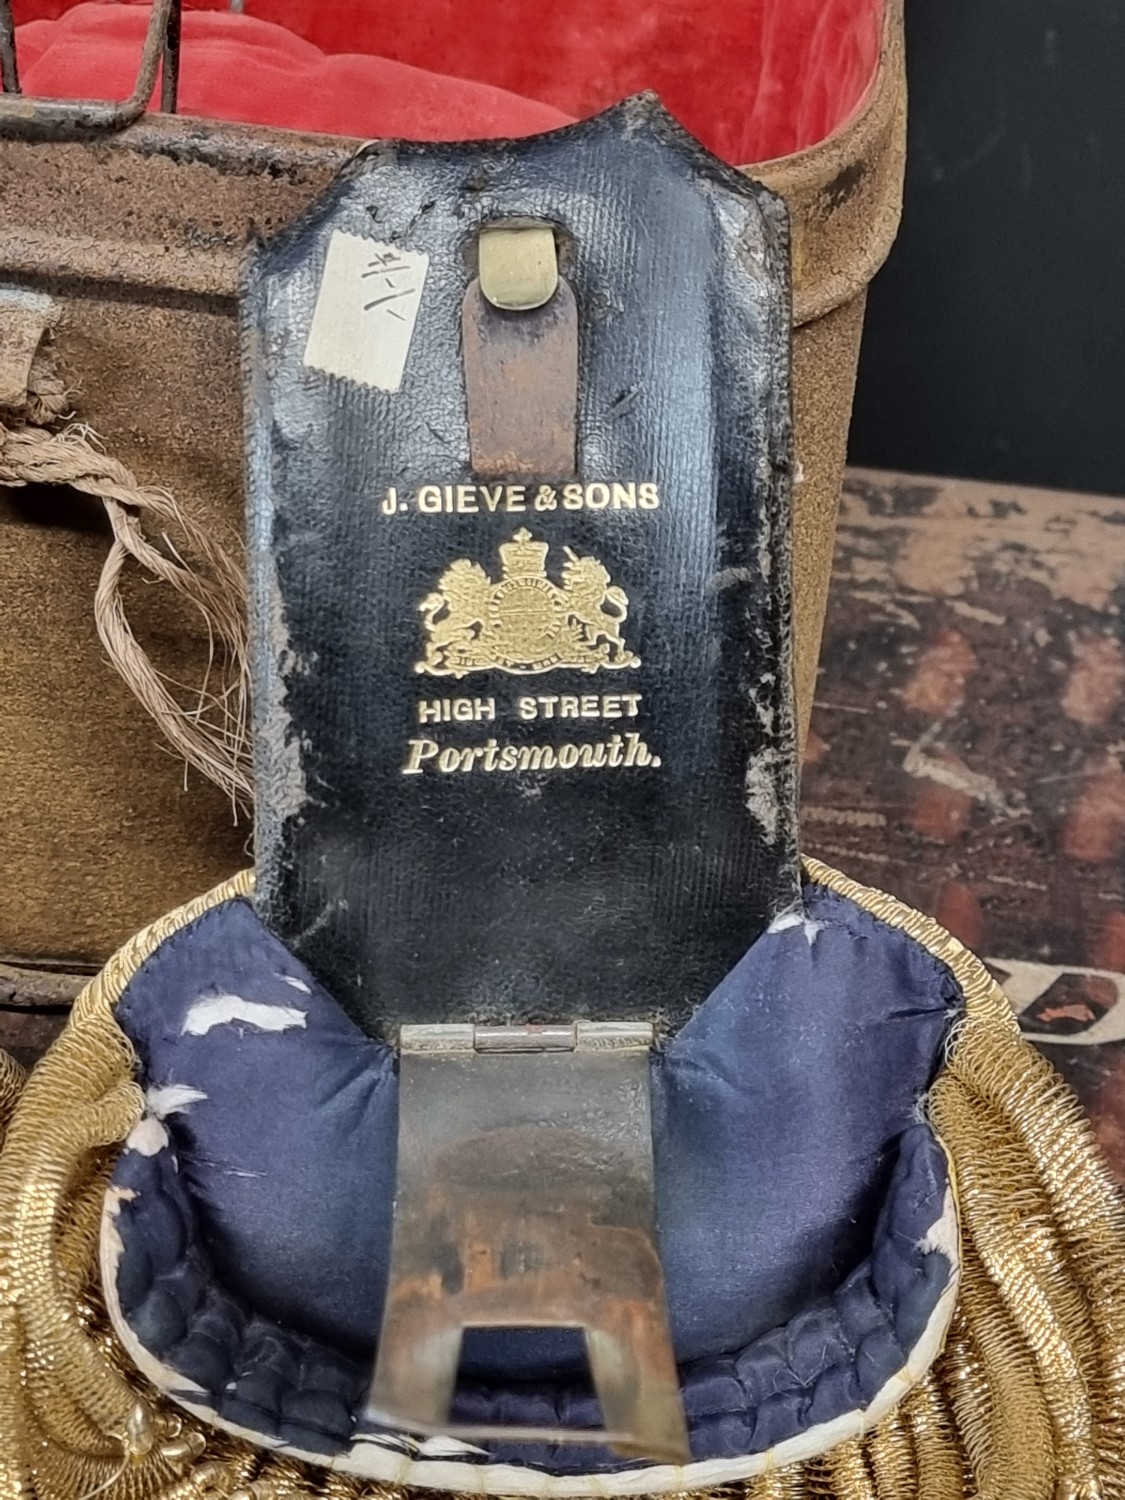 J. GIEVE & SONS
HIGH STREET
Portsmouth.